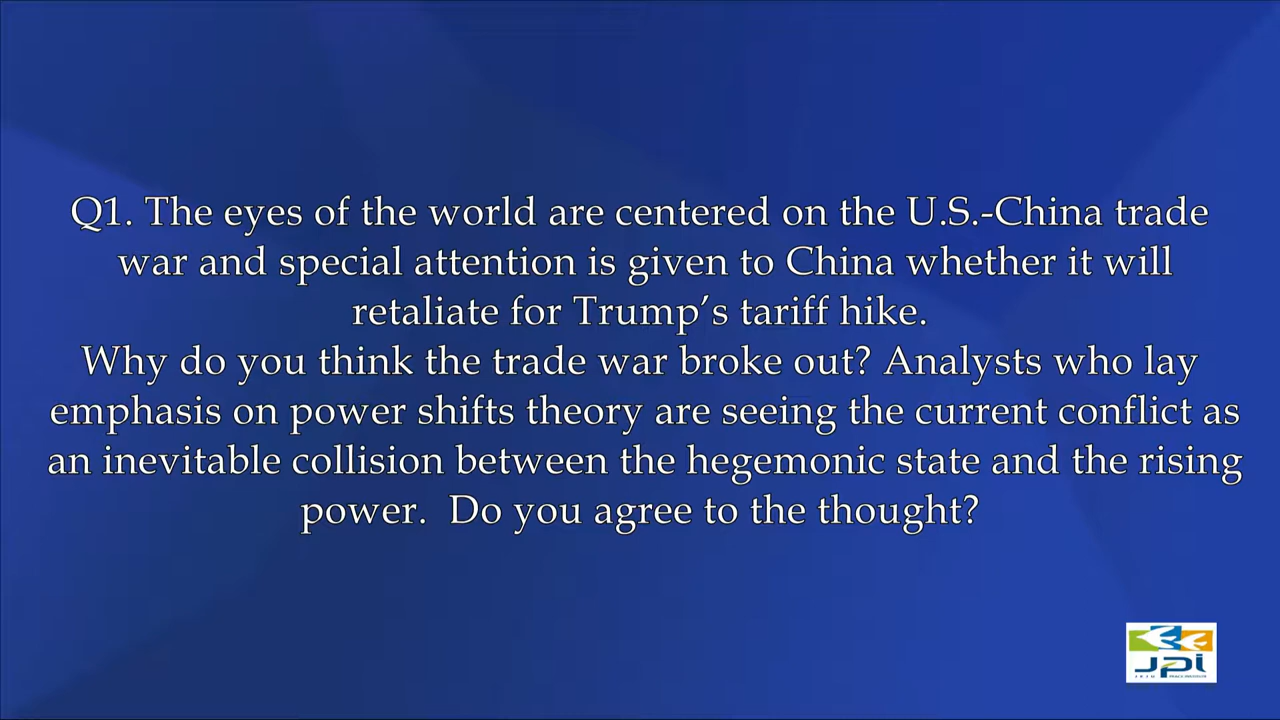 Q1. The eyes of the world are centered on the U.S.-China trade
war and special attention is given to China whether it will
retaliate for Trump’s tariff hike.
Why do you think the trade war broke out? Analysts who lay
emphasis on power shifts theory are seeing the current conflict as
an inevitable collision between the hegemonic state and the rising
power.  Do you agree to the thought?
JPI
JEJU PEACE INSTITUTE